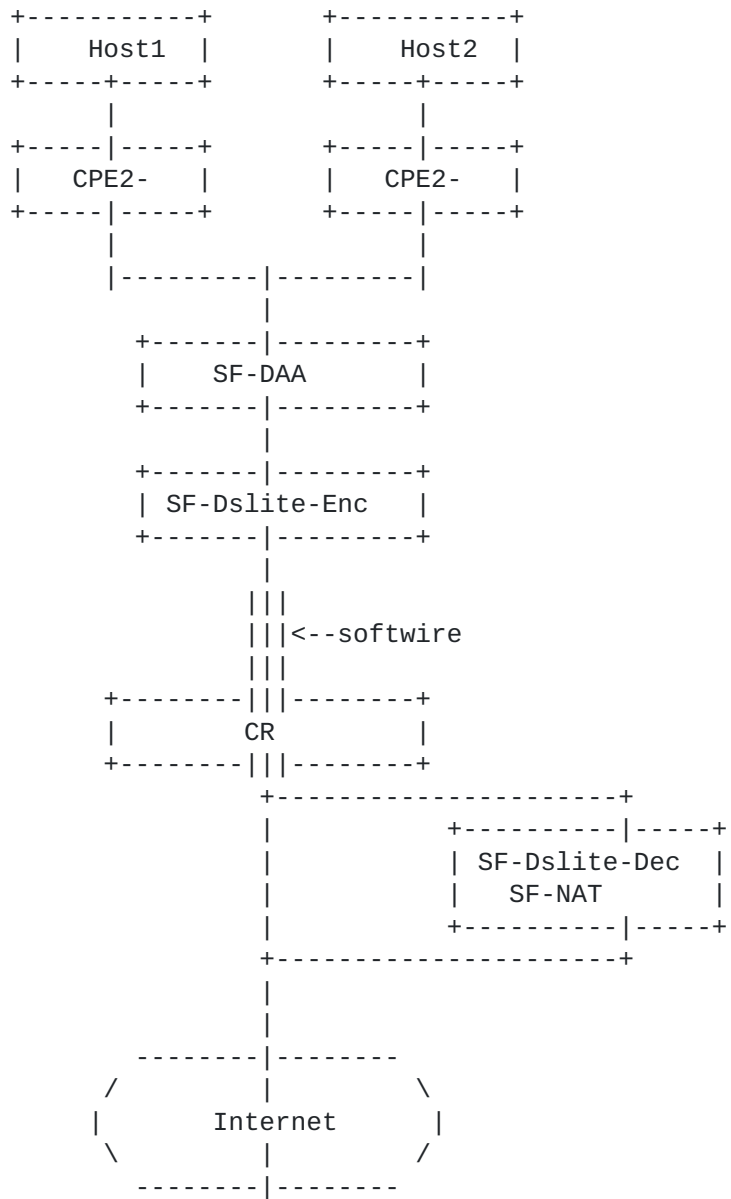 Host1 Host2
CPE2- CPE2-
SF-DAA
SF-Dslite-Enc
<--softwire
CR
SF-Dslite-Dec
SF-NAT
Internet